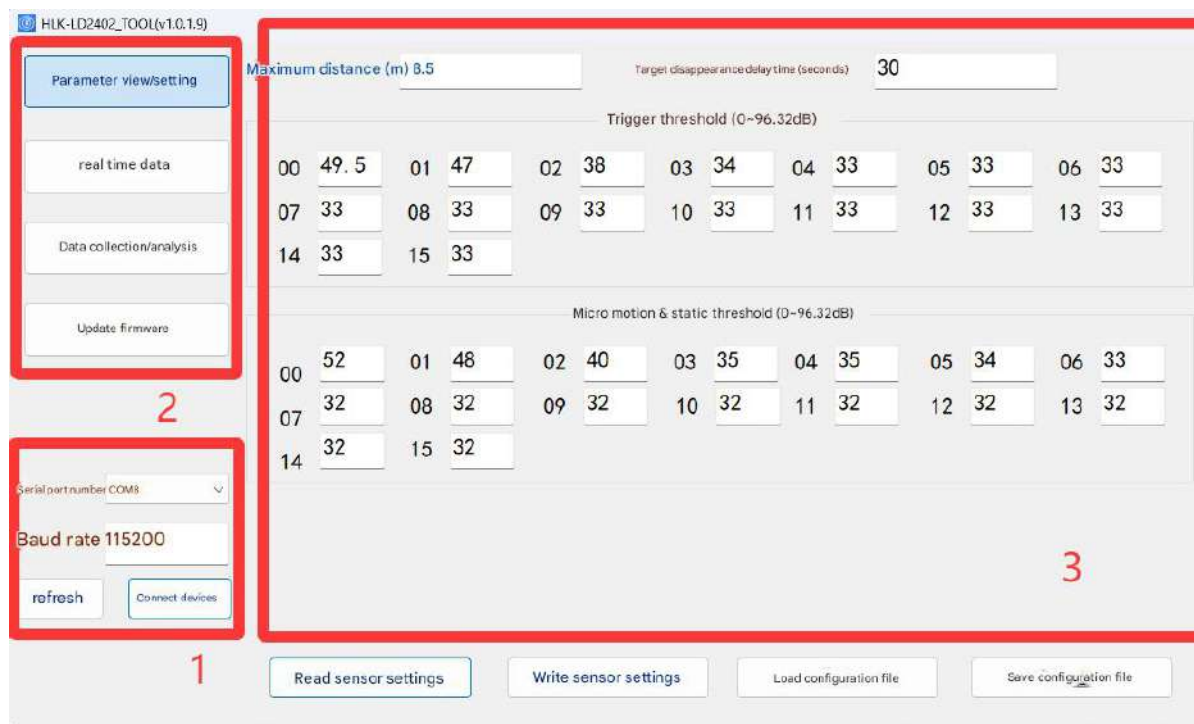 HLK-LD2402_TOOL(v1.0.1.9)
Parameter view/setting
real time data
Data collection/analysis
Update firmware
2
Serial port number COM8
Baud rate 115200
refresh Connect devices
1
Maximum distance (m) 8.5 Target disappearance delay time (seconds) 30
Trigger threshold (0~96.32dB)
00 49.5 01 47 02 38 03 34 04 33 05 33 06 33
07 33 08 33 09 33 10 33 11 33 12 33 13 33
14 33 15 33
Micro motion & static threshold (0~96.32dB)
00 52 01 48 02 40 03 35 04 35 05 34 06 33
07 32 08 32 09 32 10 32 11 32 12 32 13 32
14 32 15 32
3
Read sensor settings Write sensor settings Load configuration file Save configuration file